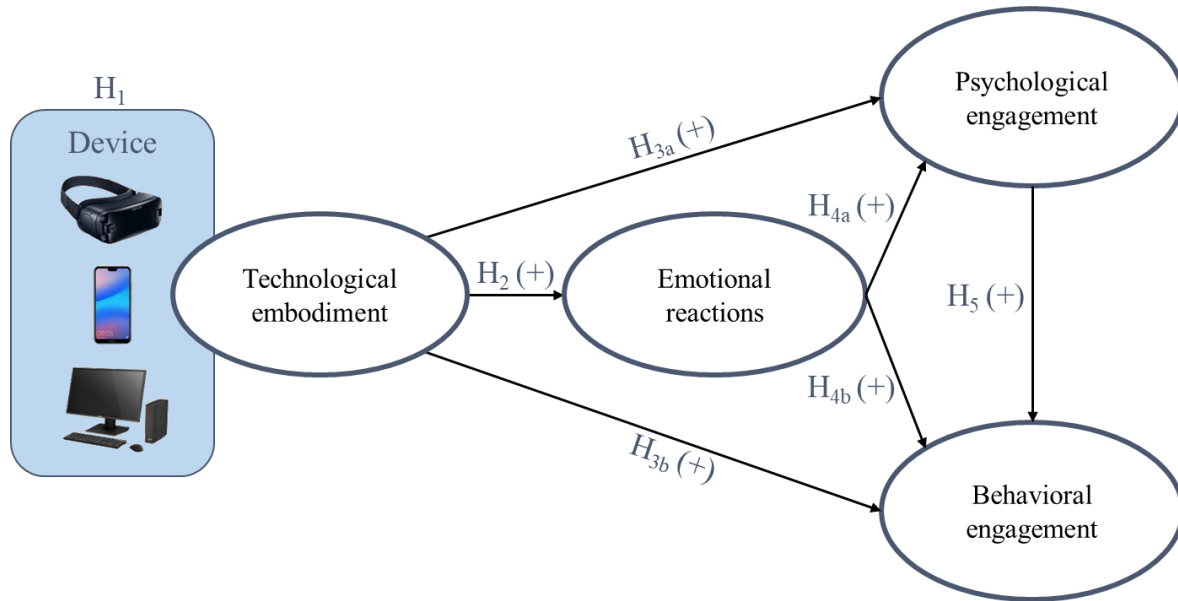 H₁
Device
Technological
embodiment
H₂ (+)
H₃ₐ (+)
H₃b (+)
Emotional
reactions
H₄ₐ (+)
H₄b (+)
Psychological
engagement
H₅ (+)
Behavioral
engagement